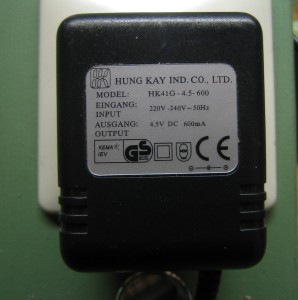 HUNG KAY IND. CO., LTD.
MODEL: HK41G-4.5-600
EINGANG: 220V-240V~50Hz
INPUT
AUSGANG: 4.5V DC 600mA
OUTPUT
KEMA
IEV
GS
CE